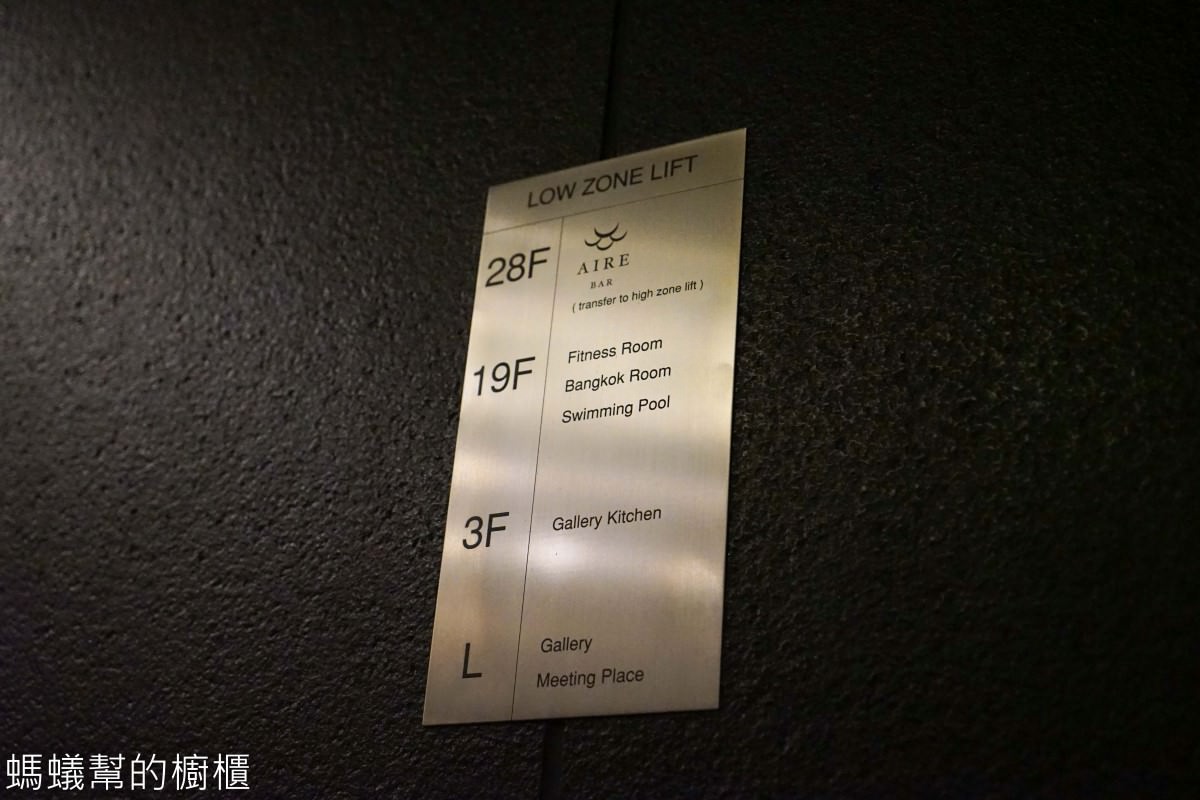 LOW ZONE LIFT
28F
AIRE
BAR
( transfer to high zone lift )
19F
Fitness Room
Bangkok Room
Swimming Pool
3F
Gallery Kitchen
L
Gallery
Meeting Place
螞蟻幫的櫥櫃